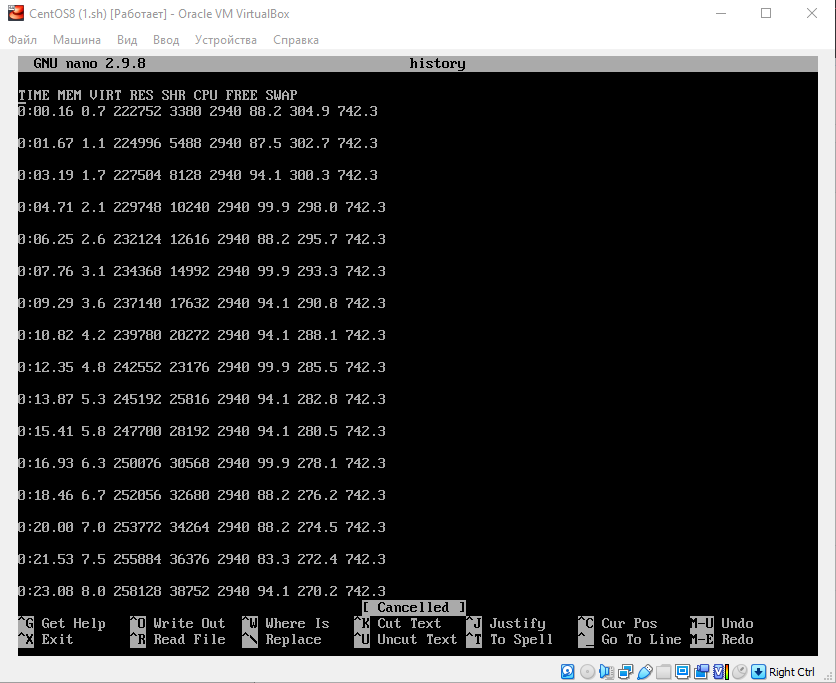 CentOS8 (1.sh) [Работает] - Oracle VM VirtualBox
Файл Машина Вид Ввод Устройства Справка
GNU nano 2.9.8 history
TIME MEM VIRT RES SHR CPU FREE SWAP
0:00.16 0.7 222752 3380 2940 88.2 304.9 742.3
0:01.67 1.1 224996 5488 2940 87.5 302.7 742.3
0:03.19 1.7 227504 8128 2940 94.1 300.3 742.3
0:04.71 2.1 229748 10240 2940 99.9 298.0 742.3
0:06.25 2.6 232124 12616 2940 88.2 295.7 742.3
0:07.76 3.1 234368 14992 2940 99.9 293.3 742.3
0:09.29 3.6 237140 17632 2940 94.1 290.8 742.3
0:10.82 4.2 239780 20272 2940 94.1 288.1 742.3
0:12.35 4.8 242552 23176 2940 99.9 285.5 742.3
0:13.87 5.3 245192 25816 2940 94.1 282.8 742.3
0:15.41 5.8 247700 28192 2940 94.1 280.5 742.3
0:16.93 6.3 250076 30568 2940 99.9 278.1 742.3
0:18.46 6.7 252056 32680 2940 88.2 276.2 742.3
0:20.00 7.0 253772 34264 2940 88.2 274.5 742.3
0:21.53 7.5 255884 36376 2940 83.3 272.4 742.3
0:23.08 8.0 258128 38752 2940 94.1 270.2 742.3
[ Cancelled ]
^G Get Help ^O Write Out ^W Where Is ^K Cut Text ^J Justify ^C Cur Pos M-U Undo
^X Exit ^R Read File ^\ Replace ^U Uncut Text ^T To Spell ^_ Go To Line M-E Redo
Right Ctrl